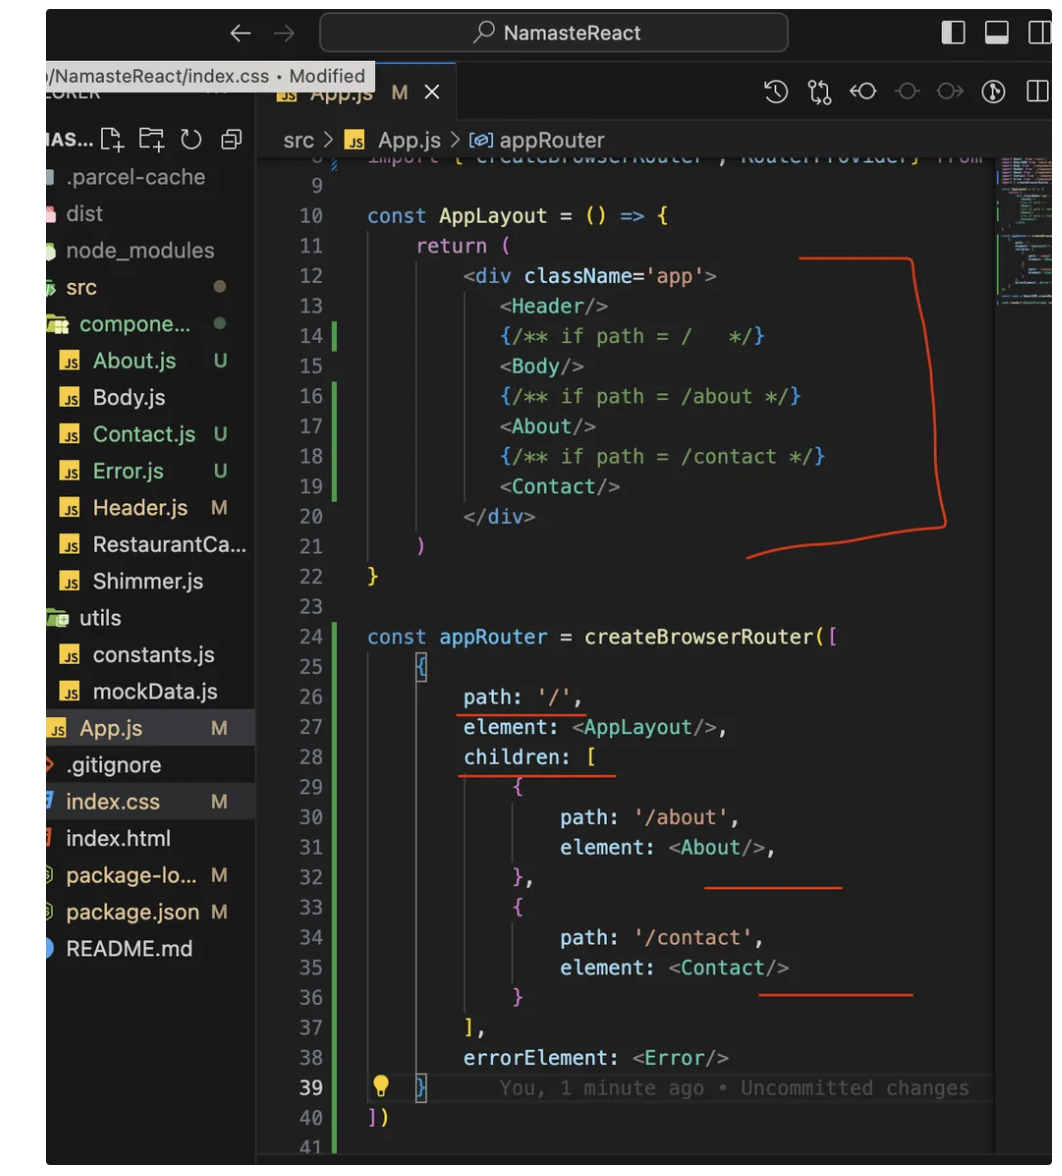 NamasteReact
/NamasteReact/index.css • Modified
App.js M
src > App.js > appRouter
.parcel-cache
dist
node_modules
src
compone...
About.js U
Body.js
Contact.js U
Error.js U
Header.js M
RestaurantCa...
Shimmer.js
utils
constants.js
mockData.js
App.js M
.gitignore
index.css M
index.html
package-lo... M
package.json M
README.md
8 import { createBrowserRouter , RouterProvider} from
9
10 const AppLayout = () => {
11 return (
12 <div className='app'>
13 <Header/>
14 {/** if path = /   */}
15 <Body/>
16 {/** if path = /about */}
17 <About/>
18 {/** if path = /contact */}
19 <Contact/>
20 </div>
21 )
22 }
23
24 const appRouter = createBrowserRouter([
25 {
26 path: '/',
27 element: <AppLayout/>,
28 children: [
29 {
30 path: '/about',
31 element: <About/>,
32 },
33 {
34 path: '/contact',
35 element: <Contact/>
36 }
37 ],
38 errorElement: <Error/>
39 } You, 1 minute ago • Uncommitted changes
40 ])
41